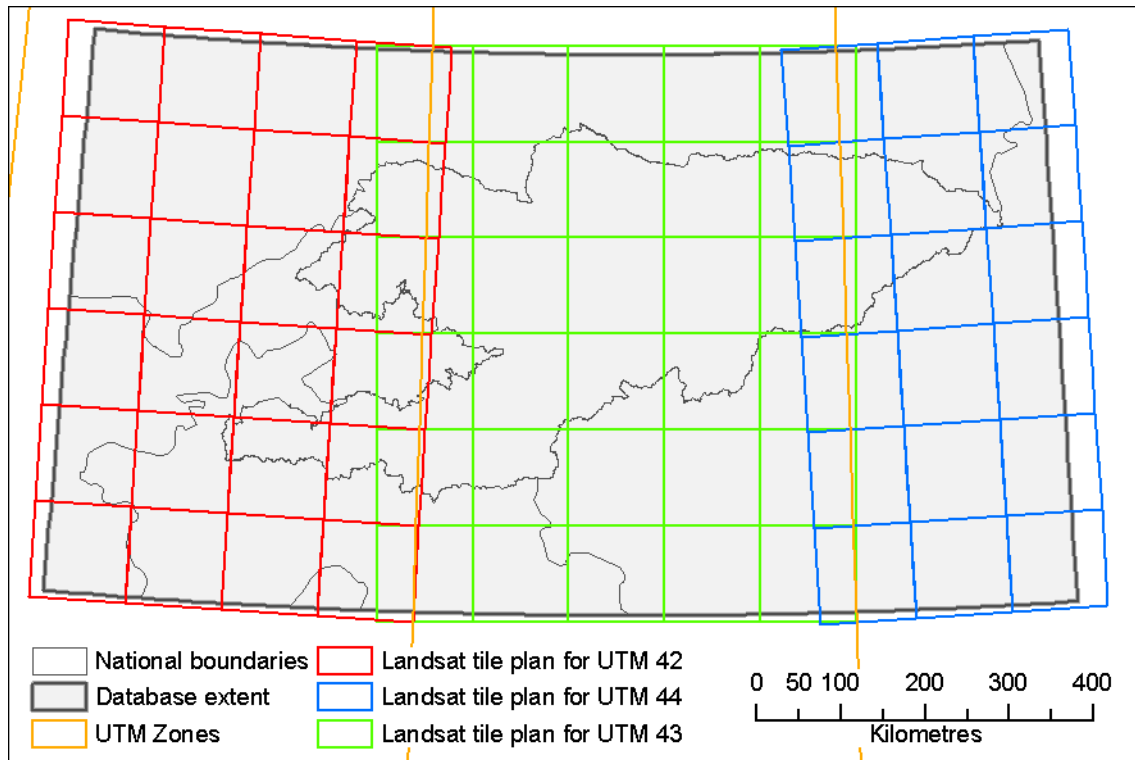 National boundaries
Database extent
UTM Zones
Landsat tile plan for UTM 42
Landsat tile plan for UTM 44
Landsat tile plan for UTM 43
0 50 100 200 300 400
Kilometres